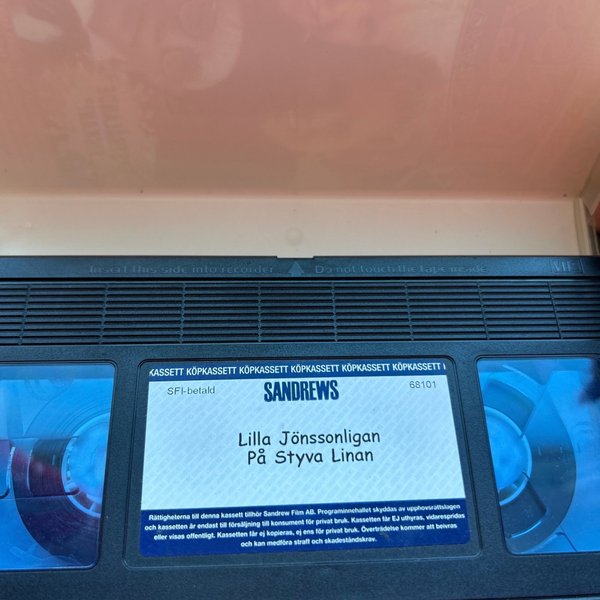 Insert this side into recorder Do not touch the tape inside
KASSETT KÖPKASSETT KÖPKASSETT KÖPKASSETT KÖPKASSETT KÖPKASSETT
SFI-betald SANDREWS 68101
Lilla Jönssonligan
På Styva Linan
Rättigheterna till denna kassett tillhör Sandrew Film AB. Programinnehallet skyddas av upphovsrättslagen
och kassetten är endast till försäljning till konsument för privat bruk. Kassetten får EJ uthyras, vidarespridas
eller visas offentligt. Kassetten får ej kopieras, ej ens för privat bruk. Överträdelse kommer att beivras
och kan medföra straff och skadeståndskrav.